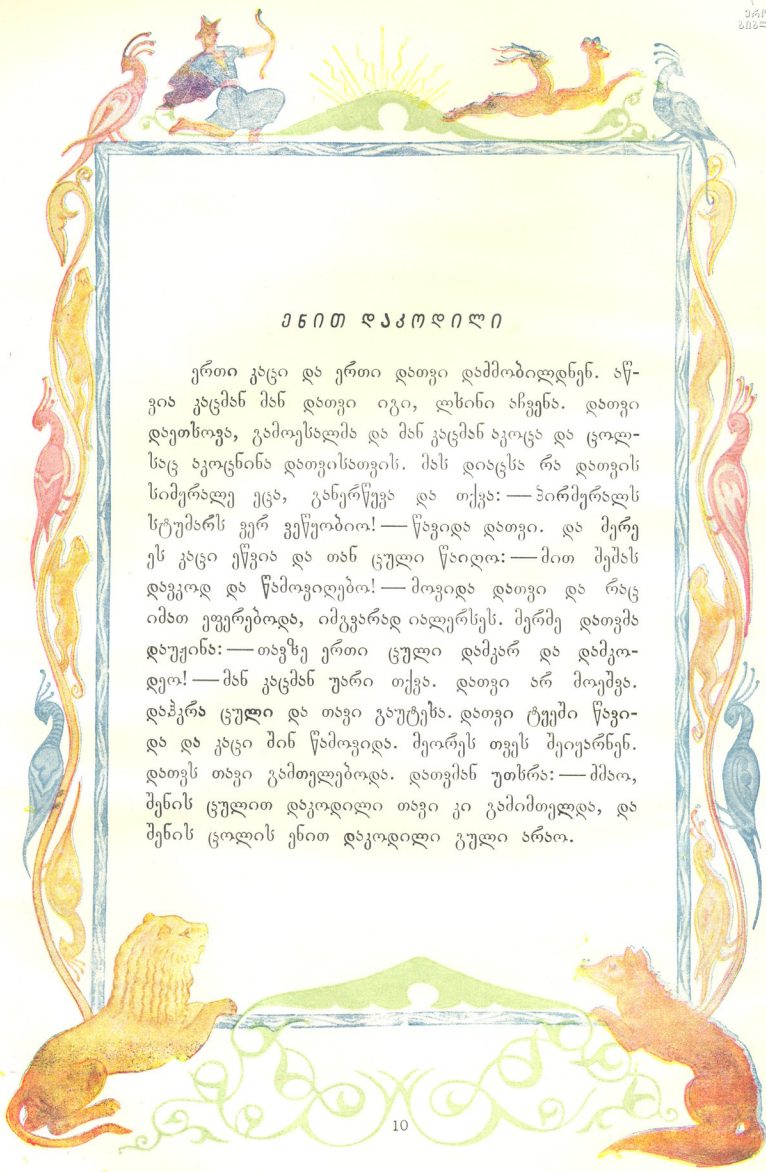 ენით დაკოდილი
ერთი კაცი და ერთი დათვი დამმობილდნენ. აწ-
ვია კაცმან მან დათვი იგი, ლხინი აჩვენა. დათვი
დაეთხოვა, გამოესალმა და მან კაცმან აკოცა და ცოლ-
საც აკოცნინა დათვისათვის. მას დიაცსა რა დათვის
სიმურალე ეცა, განერწყვა და თქვა: — პირმურალს
სტუმარს ვერ ვეწყობიო! — წავიდა დათვი. და მერე
ეს კაცი ეწვია და თან ცული წაიღო: — მით შეშას
დავკოდ და წამოვიღებო! — მოვიდა დათვი და რაც
იმათ ეფერებოდა, იმგვარად იალერსეს. მერმე დათვმა
დაუჟინა: — თავზე ერთი ცული დამკარ და დამკო-
დეო! — მან კაცმან უარი თქვა. დათვი არ მოეშვა.
დაჰკრა ცული და თავი გაუტეხა. დათვი ტყეში წავი-
და და კაცი შინ წამოვიდა. მეორეს თვეს შეიყარნენ.
დათვს თავი გამთელებოდა. დათვმან უთხრა: — ძმაო,
შენის ცულით დაკოდილი თავი კი გამიმთელდა, და
შენის ცოლის ენით დაკოდილი გული არაო.
10